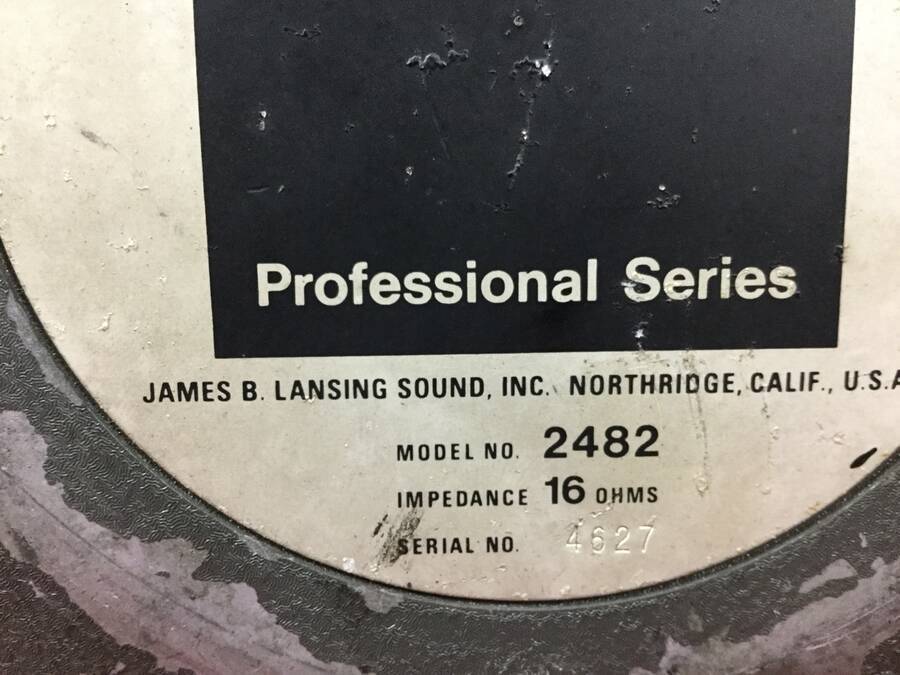 Professional Series
JAMES B. LANSING SOUND, INC. NORTHRIDGE, CALIF., U.S.A
MODEL NO. 2482
IMPEDANCE 16 OHMS
SERIAL NO. 4627